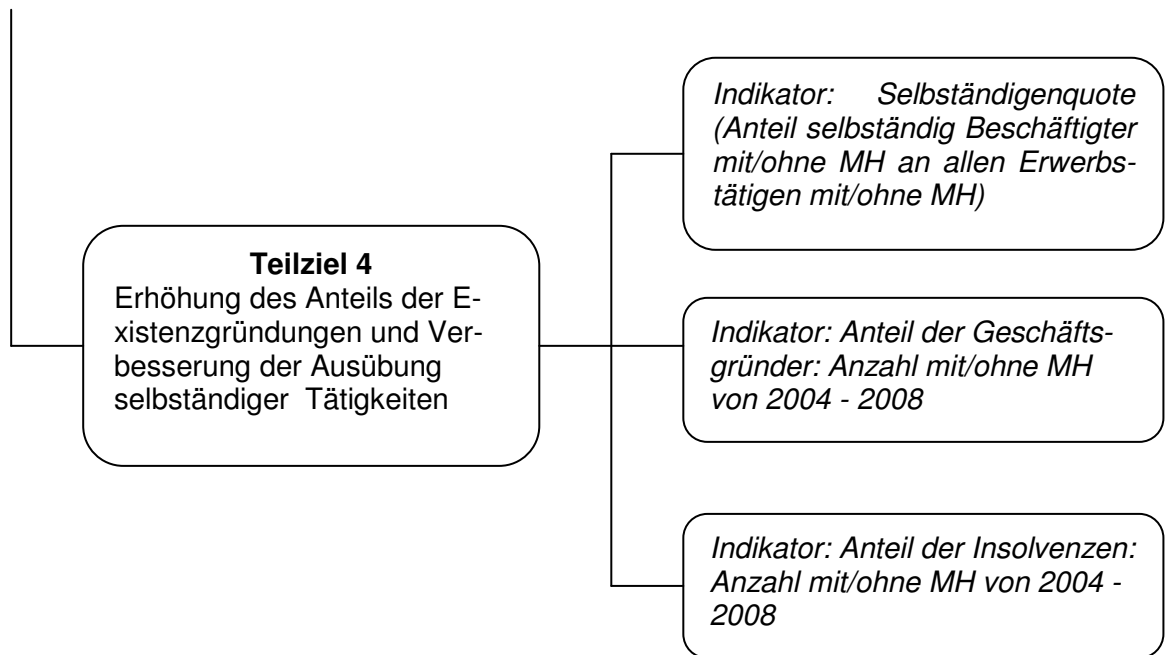 Indikator: Selbständigenquote
(Anteil selbständig Beschäftigter
mit/ohne MH an allen Erwerbs-
tätigen mit/ohne MH)
Teilziel 4
Erhöhung des Anteils der E-
xistenzgründungen und Ver-
besserung der Ausübung
selbständiger Tätigkeiten
Indikator: Anteil der Geschäfts-
gründer: Anzahl mit/ohne MH
von 2004 - 2008
Indikator: Anteil der Insolvenzen:
Anzahl mit/ohne MH von 2004 -
2008